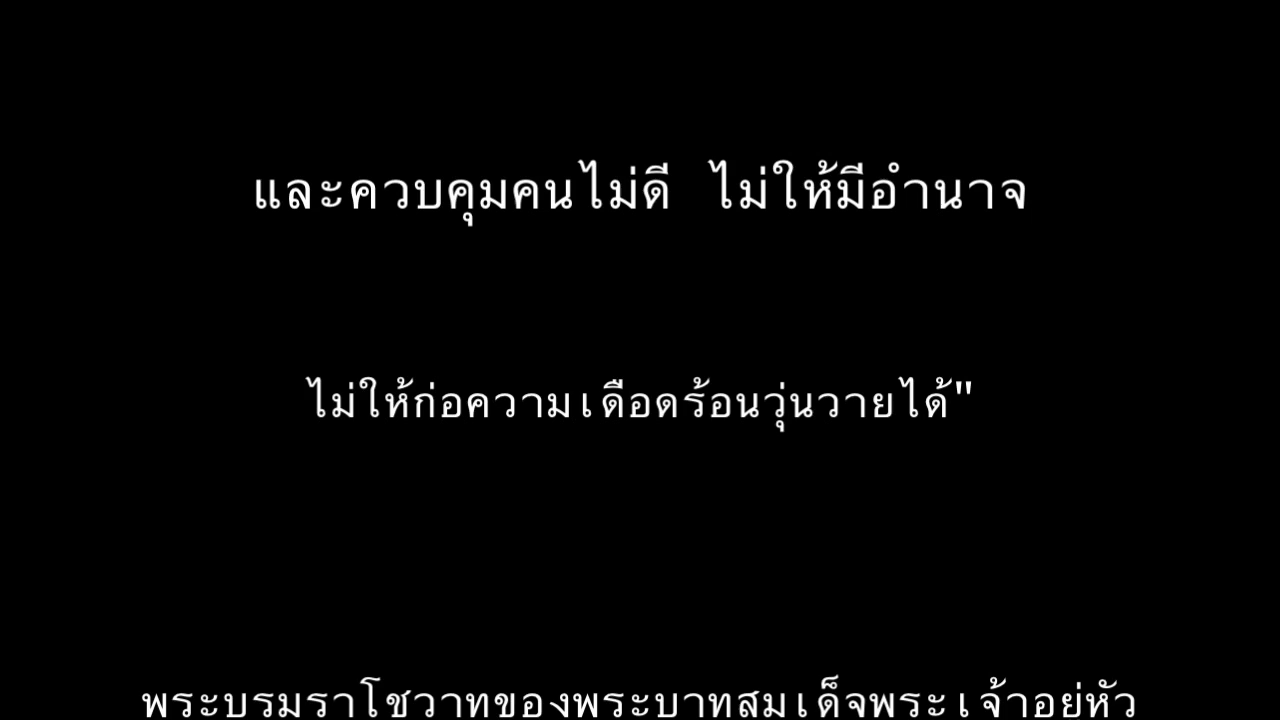 และควบคุมคนไม่ดี ไม่ให้มีอำนาจ
ไม่ให้ก่อความเดือดร้อนวุ่นวายได้"
พระบรมราโชวาทของพระบาทสมเด็จพระเจ้าอยู่หัว